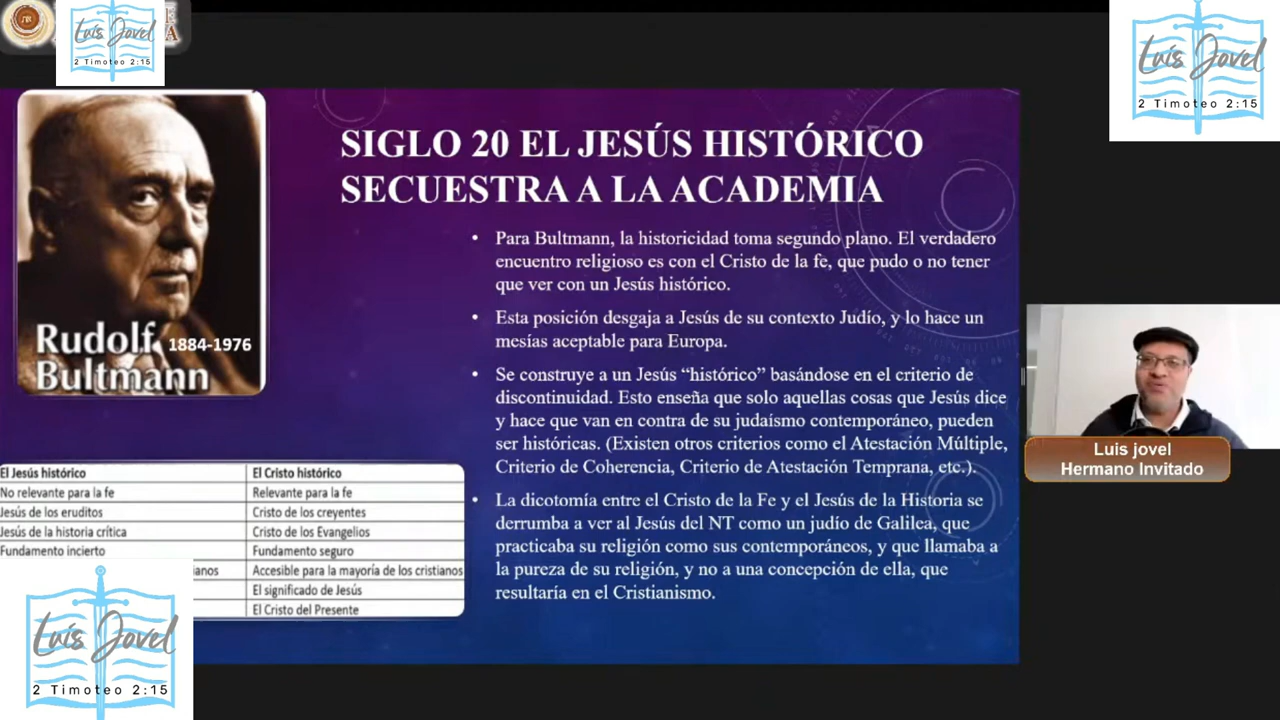 E
A
Luis Jovel
2 Timoteo 2:15
Luis Jovel
2 Timoteo 2:15
Rudolf 1884-1976
Bultmann
SIGLO 20 EL JESÚS HISTÓRICO
SECUESTRA A LA ACADEMIA
• Para Bultmann, la historicidad toma segundo plano. El verdadero
encuentro religioso es con el Cristo de la fe, que pudo o no tener
que ver con un Jesús histórico.
• Esta posición desgaja a Jesús de su contexto Judío, y lo hace un
mesías aceptable para Europa.
• Se construye a un Jesús “histórico” basándose en el criterio de
discontinuidad. Esto enseña que solo aquellas cosas que Jesús dice
y hace que van en contra de su judaísmo contemporáneo, pueden
ser históricas. (Existen otros criterios como el Atestación Múltiple,
Criterio de Coherencia, Criterio de Atestación Temprana, etc.).
• La dicotomía entre el Cristo de la Fe y el Jesús de la Historia se
derrumba a ver al Jesús del NT como un judío de Galilea, que
practicaba su religión como sus contemporáneos, y que llamaba a
la pureza de su religión, y no a una concepción de ella, que
resultaría en el Cristianismo.
El Jesús histórico El Cristo histórico
No relevante para la fe Relevante para la fe
Jesús de los eruditos Cristo de los creyentes
Jesús de la historia crítica Cristo de los Evangelios
Fundamento incierto Fundamento seguro
ianos Accesible para la mayoría de los cristianos
El significado de Jesús
El Cristo del Presente
Luis Jovel
2 Timoteo 2:15
Luis jovel
Hermano Invitado